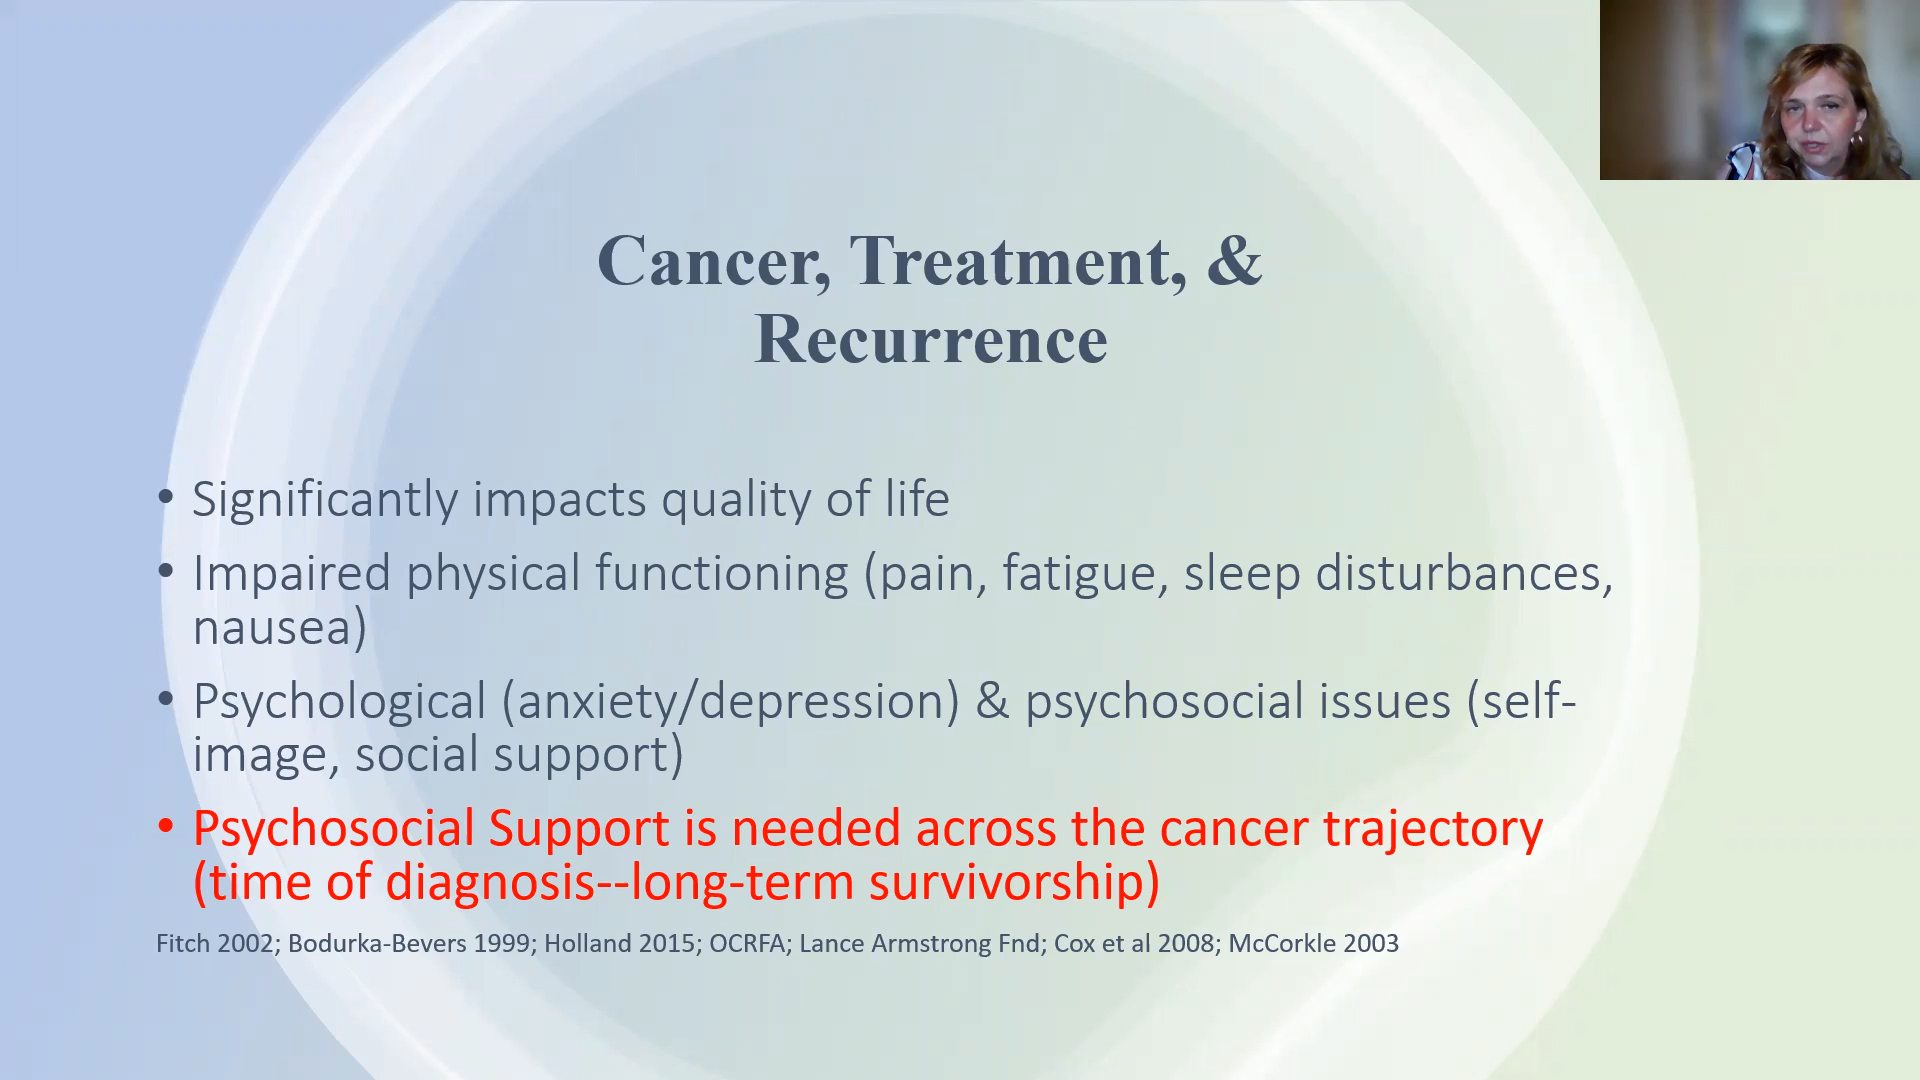 Cancer, Treatment, &
Recurrence
• Significantly impacts quality of life
• Impaired physical functioning (pain, fatigue, sleep disturbances,
nausea)
• Psychological (anxiety/depression) & psychosocial issues (self-
image, social support)
• Psychosocial Support is needed across the cancer trajectory
(time of diagnosis--long-term survivorship)
Fitch 2002; Bodurka-Bevers 1999; Holland 2015; OCRFA; Lance Armstrong Fnd; Cox et al 2008; McCorkle 2003